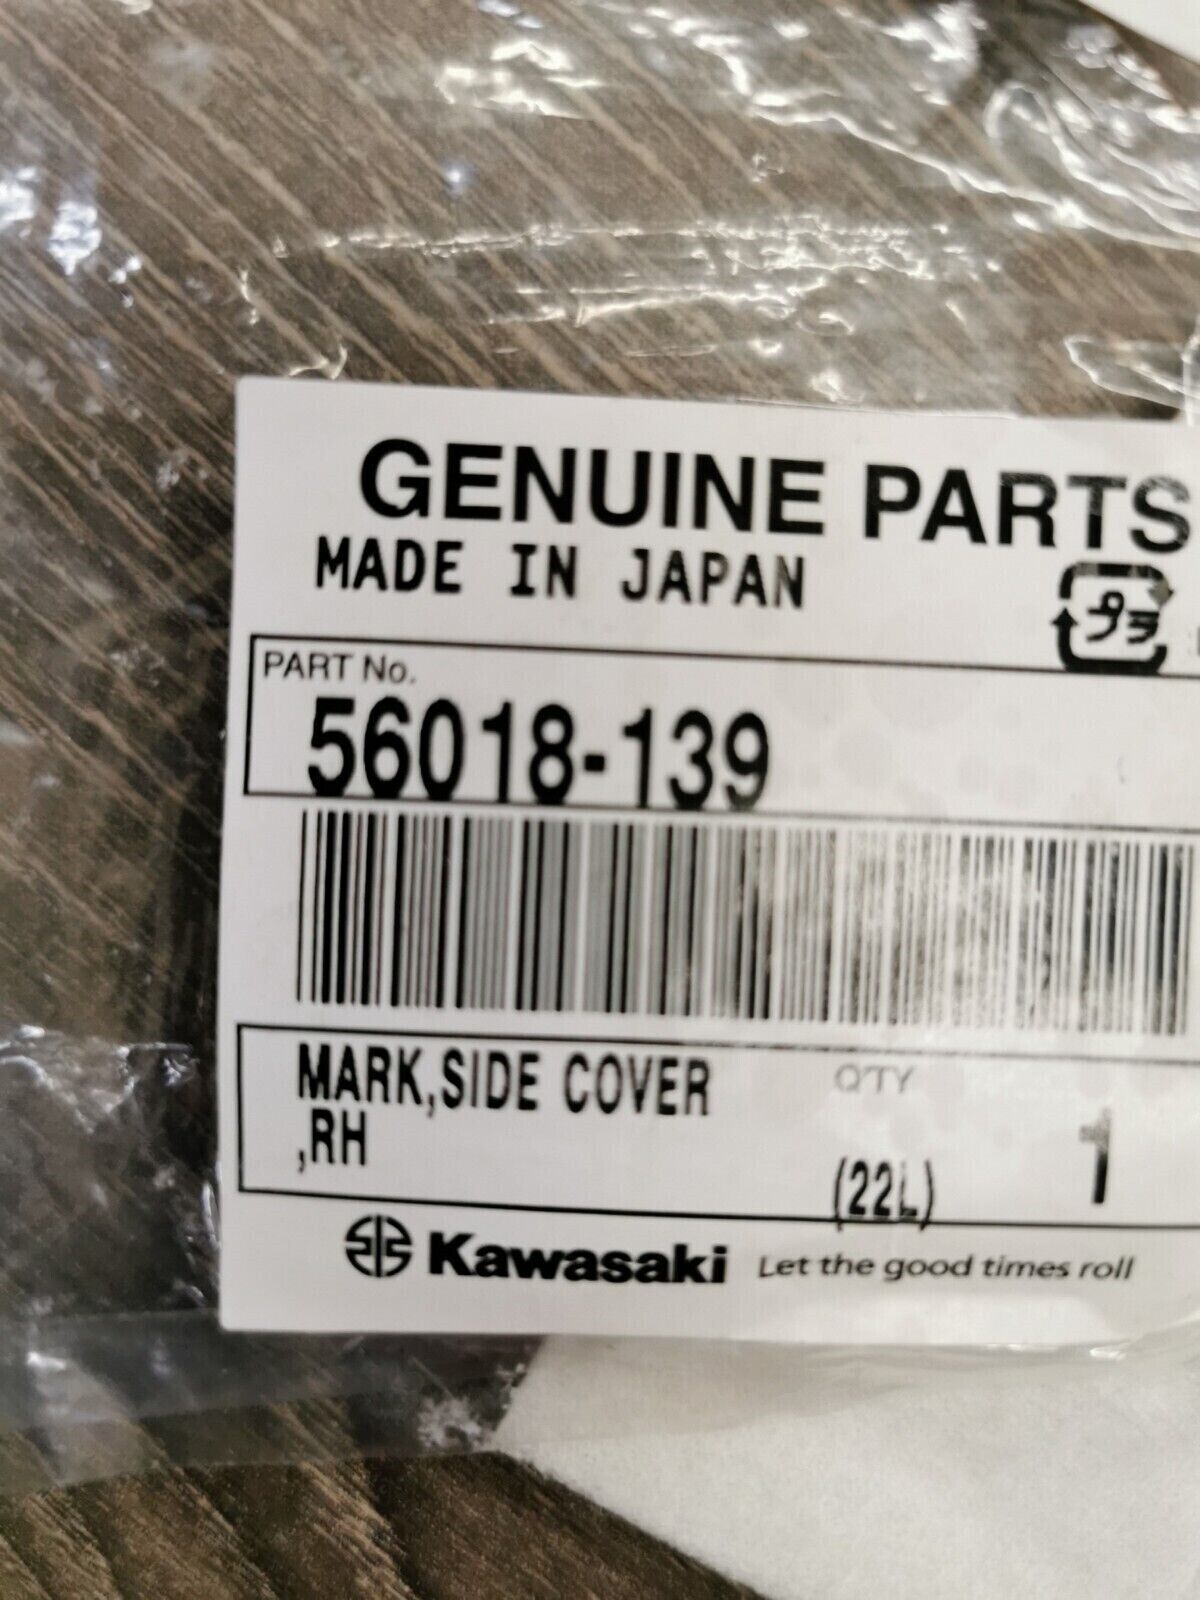 GENUINE PARTS
MADE IN JAPAN
プラ
PART No.
56018-139
MARK,SIDE COVER
,RH
QTY
(22L)
1
Kawasaki Let the good times roll